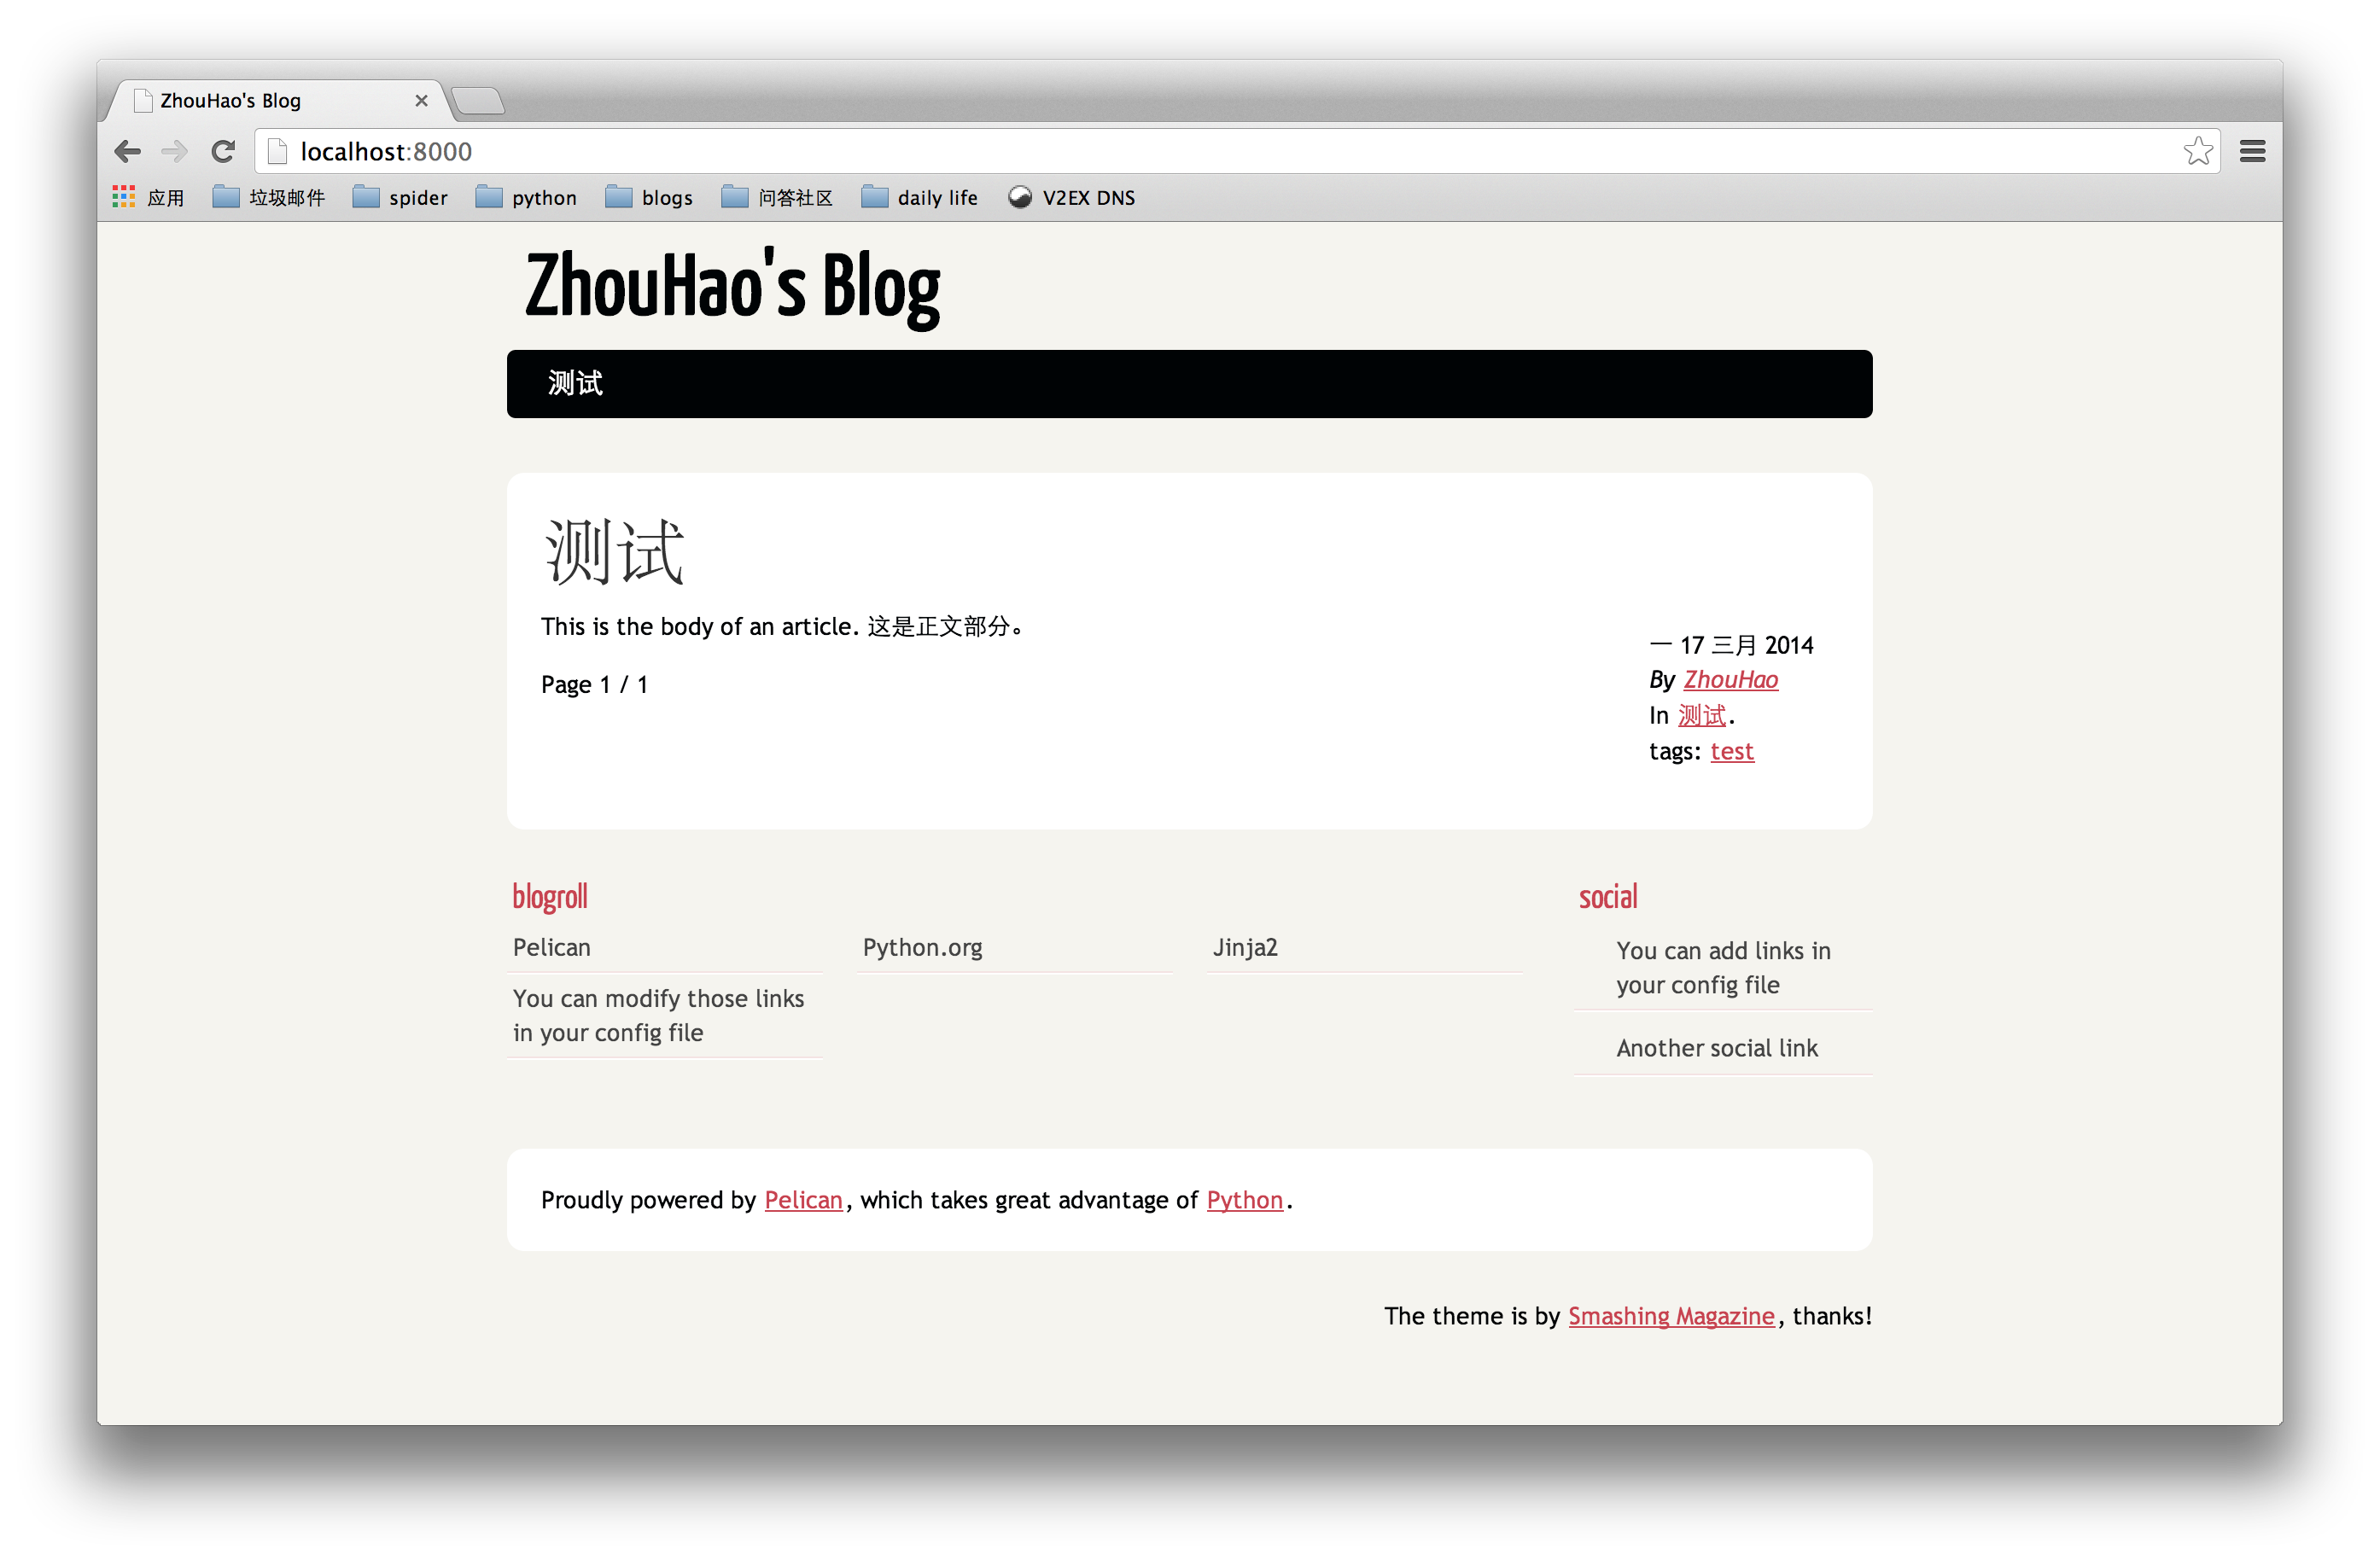 ZhouHao's Blog
localhost:8000
应用 垃圾邮件 spider python blogs 问答社区 daily life V2EX DNS
ZhouHao's Blog
测试
测试
This is the body of an article. 这是正文部分。
Page 1 / 1
一 17 三月 2014
By ZhouHao
In 测试.
tags: test
blogroll
Pelican
Python.org
Jinja2
You can modify those links
in your config file
social
You can add links in
your config file
Another social link
Proudly powered by Pelican, which takes great advantage of Python.
The theme is by Smashing Magazine, thanks!